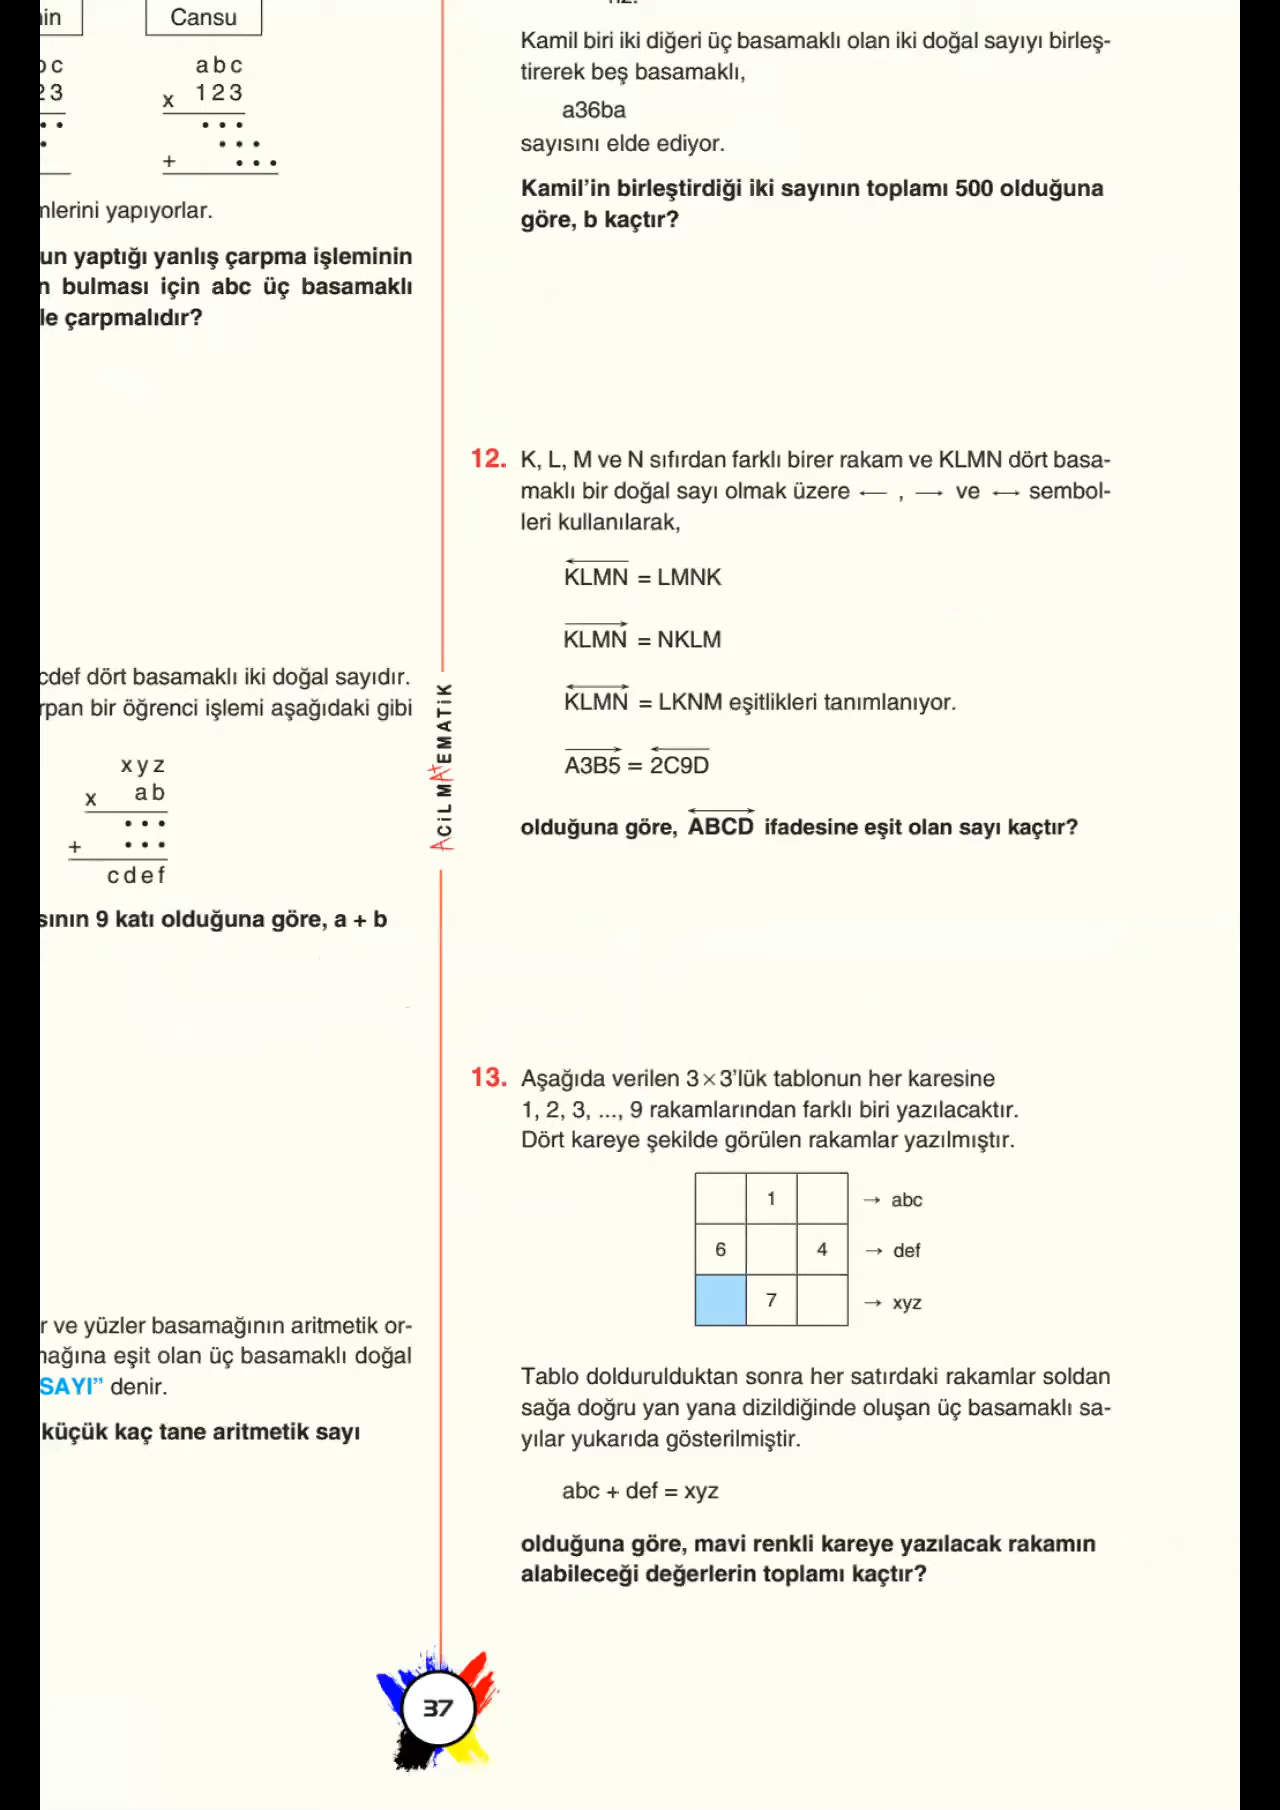 Cansu
abc
x 123
+
Kamil biri iki diğeri üç basamaklı olan iki doğal sayıyı birleş-
tirerek beş basamaklı,
a36ba
sayısını elde ediyor.
Kamil'in birleştirdiği iki sayının toplamı 500 olduğuna
göre, b kaçtır?
yapıyorlar.
yaptığı yanlış çarpma işleminin
bulması için abc üç basamaklı
çarpmalıdır?
12. K, L, M ve N sıfırdan farklı birer rakam ve KLMN dört basa-
maklı bir doğal sayı olmak üzere ← , → ve ↔ sembol-
leri kullanılarak,
KLMN = LMNK
KLMN = NKLM
KLMN = LKNM eşitlikleri tanımlanıyor.
A3B5 = 2C9D
olduğuna göre, ABCD ifadesine eşit olan sayı kaçtır?
cdef dört basamaklı iki doğal sayıdır.
bir öğrenci işlemi aşağıdaki gibi
xyz
x ab
+
cdef
9 katı olduğuna göre, a + b
ACİL MATEMATİK
13. Aşağıda verilen 3×3'lük tablonun her karesine
1, 2, 3, ..., 9 rakamlarından farklı biri yazılacaktır.
Dört kareye şekilde görülen rakamlar yazılmıştır.
1 → abc
6 4 → def
7 → xyz
Tablo doldurulduktan sonra her satırdaki rakamlar soldan
sağa doğru yan yana dizildiğinde oluşan üç basamaklı sa-
yılar yukarıda gösterilmiştir.
abc + def = xyz
olduğuna göre, mavi renkli kareye yazılacak rakamın
alabileceği değerlerin toplamı kaçtır?
ve yüzler basamağının aritmetik or-
eşit olan üç basamaklı doğal
SAYI" denir.
küçük kaç tane aritmetik sayı
37